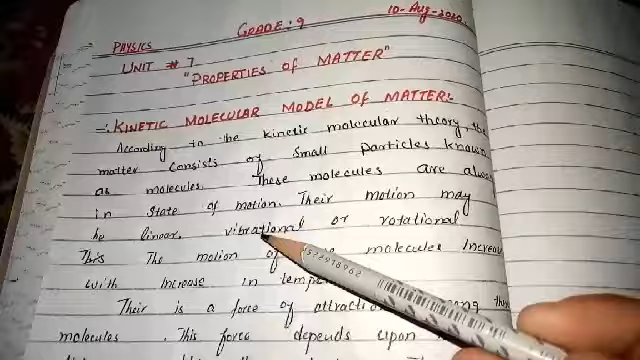 PHYSICS GRADE: 9 10-Aug-2020
UNIT # 7
"PROPERTIES OF MATTER"
KINETIC MOLECULAR MODEL OF MATTER:-
According to the kinetic molecular theory, the
matter consists of small particles known
as molecules. These molecules are
in state of motion. Their motion may
be linear, vibrational or rotational
This The motion of molecules
with Increase in
Their is a force of
molecules. This force depends upon